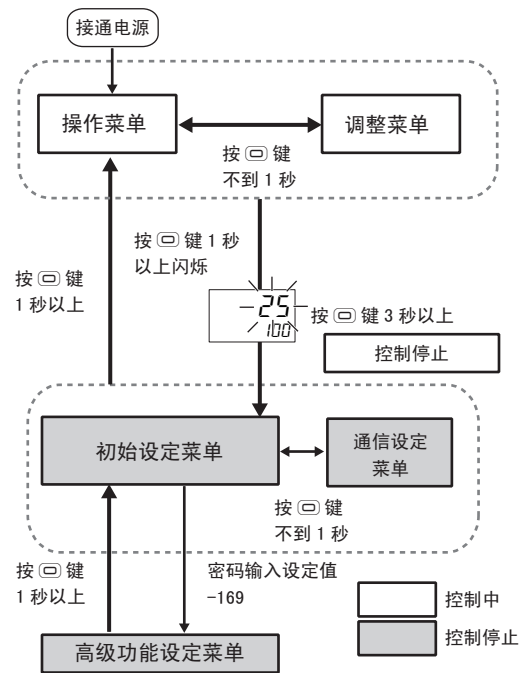 接通电源
操作菜单
调整菜单
按 键
不到 1 秒
按 键 1 秒
以上闪烁
按 键
1 秒以上
25
100
按 键 3 秒以上
控制停止
初始设定菜单
通信设定
菜单
按 键
不到 1 秒
按 键
1 秒以上
密码输入设定值
-169
控制中
控制停止
高级功能设定菜单